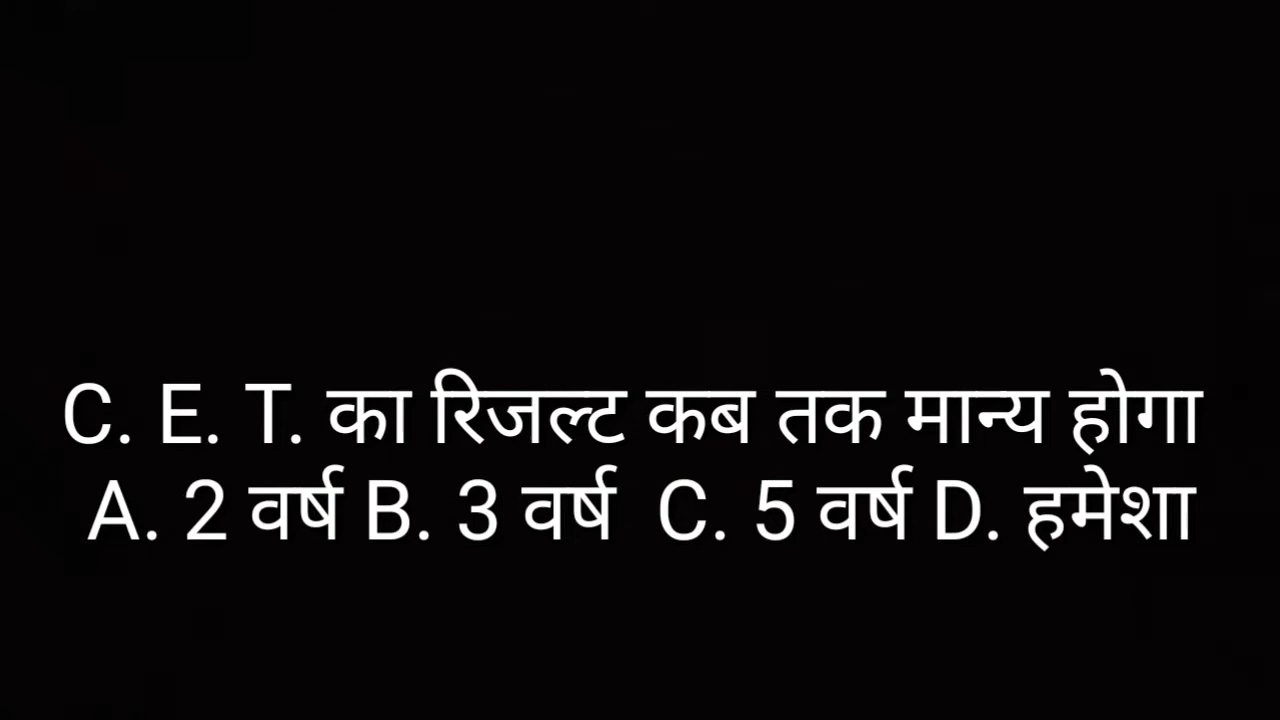 C. E. T. का रिजल्ट कब तक मान्य होगा
A. 2 वर्ष B. 3 वर्ष C. 5 वर्ष D. हमेशा